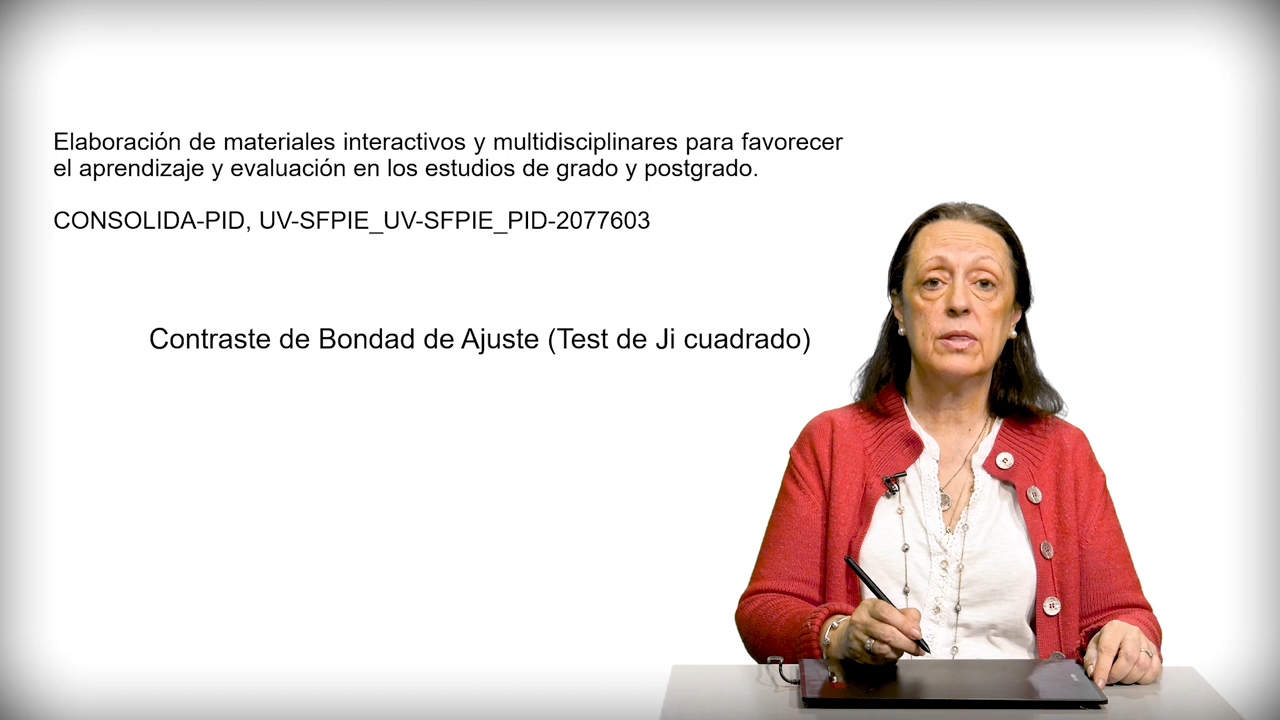 Elaboración de materiales interactivos y multidisciplinares para favorecer
el aprendizaje y evaluación en los estudios de grado y postgrado.
CONSOLIDA-PID, UV-SFPIE_UV-SFPIE_PID-2077603
Contraste de Bondad de Ajuste (Test de Ji cuadrado)